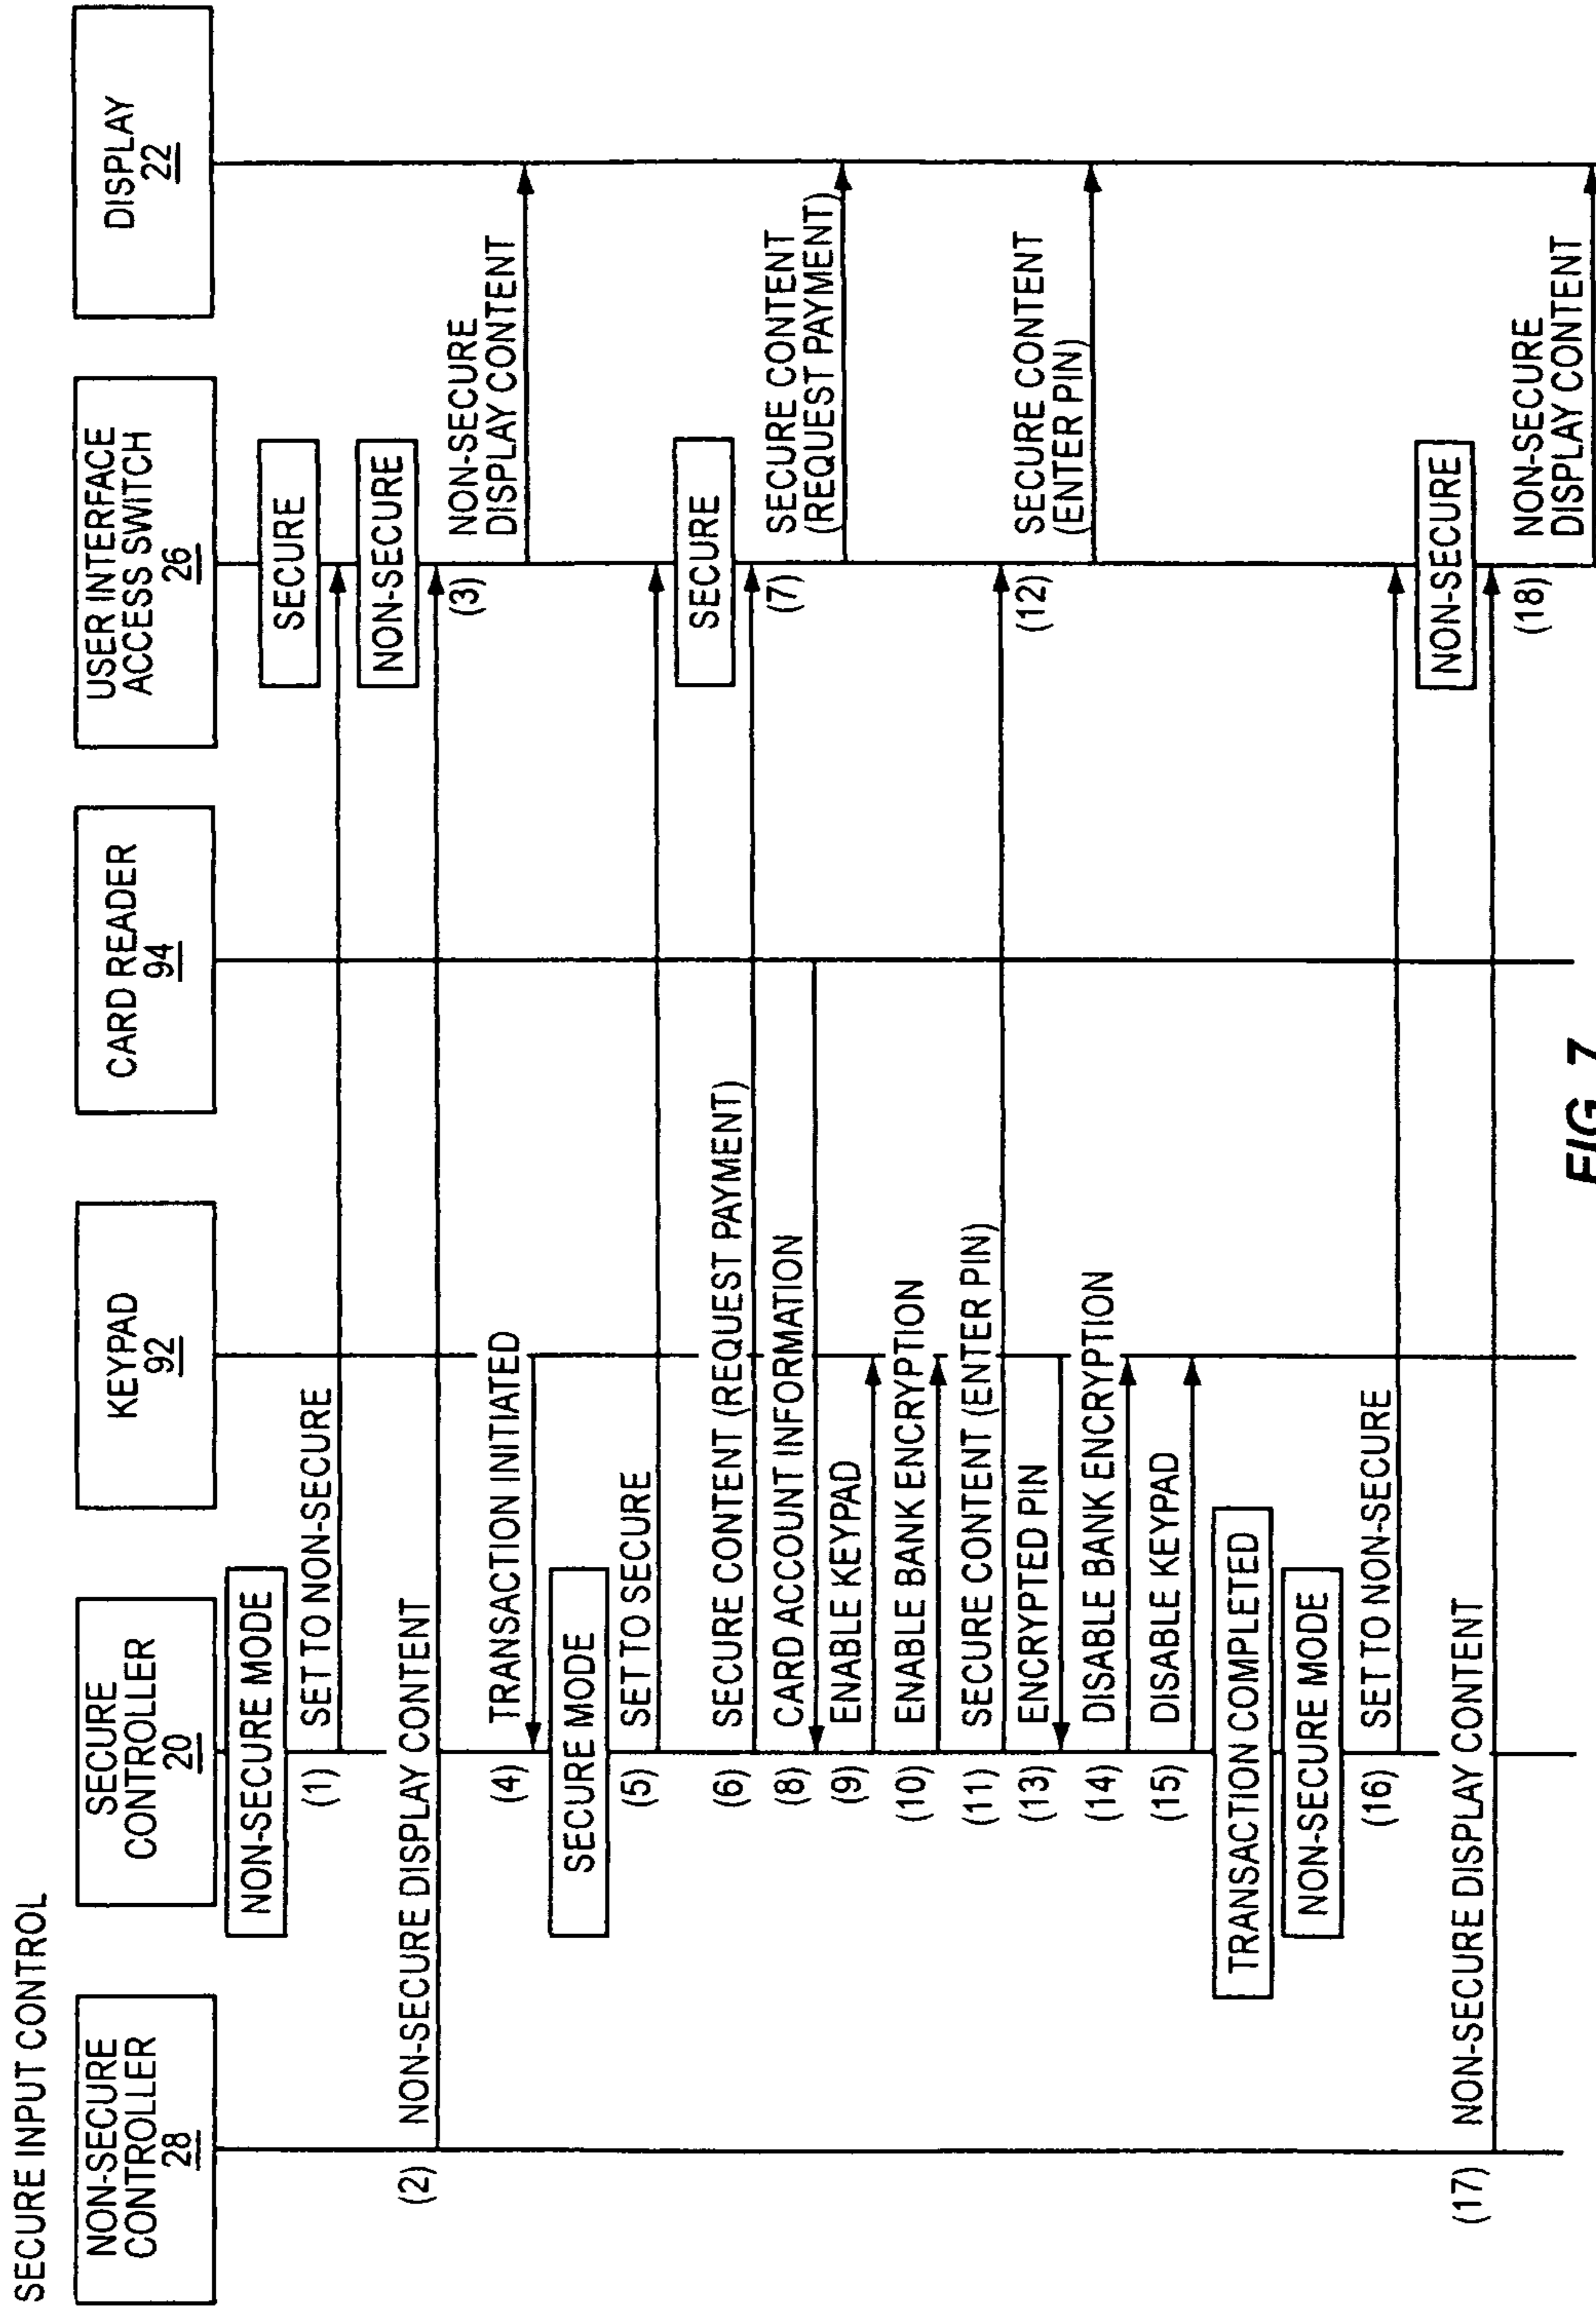 SECURE INPUT CONTROL
NON-SECURE
CONTROLLER
28
SECURE
CONTROLLER
20
KEYPAD
92
CARD READER
94
USER INTERFACE
ACCESS SWITCH
26
DISPLAY
22
NON-SECURE MODE
SECURE
(1) SET TO NON-SECURE
NON-SECURE
(2) NON-SECURE DISPLAY CONTENT
(3) NON-SECURE
DISPLAY CONTENT
(4) TRANSACTION INITIATED
SECURE MODE
(5) SET TO SECURE
SECURE
(6) SECURE CONTENT (REQUEST PAYMENT)
(7) SECURE CONTENT
(REQUEST PAYMENT)
(8) CARD ACCOUNT INFORMATION
(9) ENABLE KEYPAD
(10) ENABLE BANK ENCRYPTION
(11) SECURE CONTENT (ENTER PIN)
(12) SECURE CONTENT
(ENTER PIN)
(13) ENCRYPTED PIN
(14) DISABLE BANK ENCRYPTION
(15) DISABLE KEYPAD
TRANSACTION COMPLETED
NON-SECURE MODE
(16) SET TO NON-SECURE
NON-SECURE
(17) NON-SECURE DISPLAY CONTENT
(18) NON-SECURE
DISPLAY CONTENT
FIG. 7